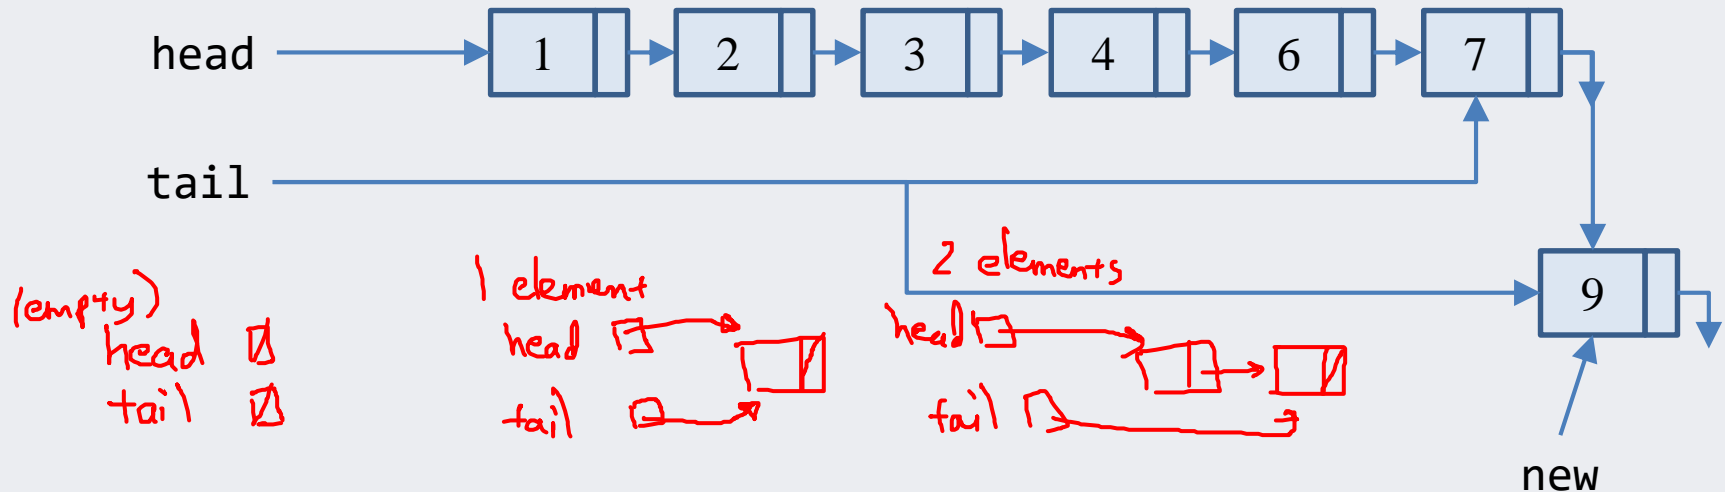 head 1 2 3 4 6 7
tail
9
new
(empty)
head
tail
1 element
head
tail
2 elements
head
tail